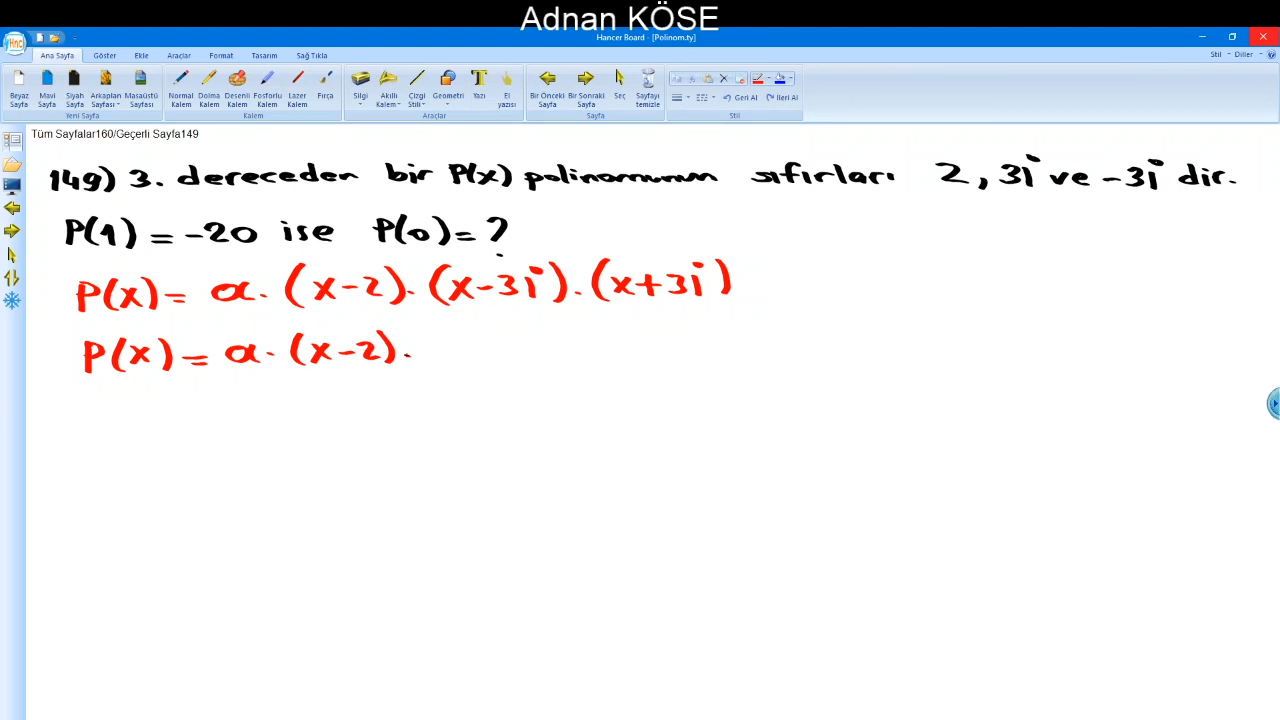 Adnan KÖSE
Hancer Board - [Polinom.ty]
Hnc
Ana Sayfa Göster Ekle Araçlar Format Tasarım Sağ Tıkla Stil Diller
Beyaz Sayfa Mavi Sayfa Siyah Sayfa Arkaplan Sayfası Masaüstü Sayfası Normal Kalem Dolma Kalem Desenli Kalem Fosforlu Kalem Lazer Kalem Fırça Silgi Akıllı Kalem Çizgi Stili Geometri Yazı El yazısı Bir Önceki Sayfa Bir Sonraki Sayfa Seç Sayfayı temizle Geri Al İleri Al
Yeni Sayfa Kalem Araçlar Sayfa Stil
Tüm Sayfalar160/Geçerli Sayfa149
149) 3. dereceden bir P(x) polinomunun sıfırları 2, 3i ve -3i dir.
P(1) = -20 ise P(0) = ?
P(x) = a. (x-2). (x-3i). (x+3i)
P(x) = a. (x-2).